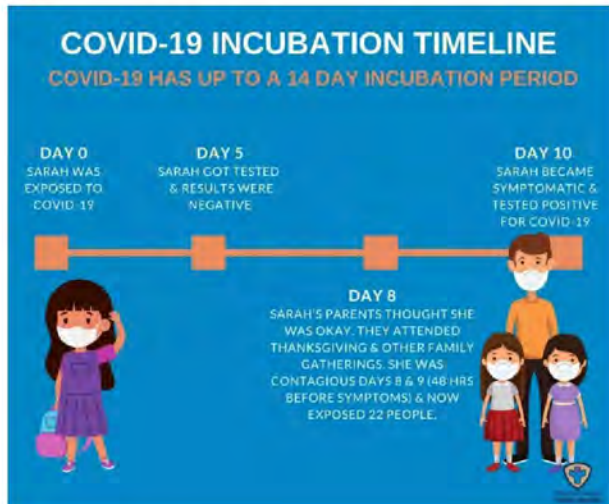 COVID-19 INCUBATION TIMELINE
COVID-19 HAS UP TO A 14 DAY INCUBATION PERIOD
DAY 0
SARAH WAS
EXPOSED TO
COVID-19
DAY 5
SARAH GOT TESTED
& RESULTS WERE
NEGATIVE
DAY 8
SARAH'S PARENTS THOUGHT SHE
WAS OKAY. THEY ATTENDED
THANKSGIVING & OTHER FAMILY
GATHERINGS. SHE WAS
CONTAGIOUS DAYS 8 & 9 (48 HRS
BEFORE SYMPTOMS) & NOW
EXPOSED 22 PEOPLE.
DAY 10
SARAH BECAME
SYMPTOMATIC &
TESTED POSITIVE
FOR COVID-19